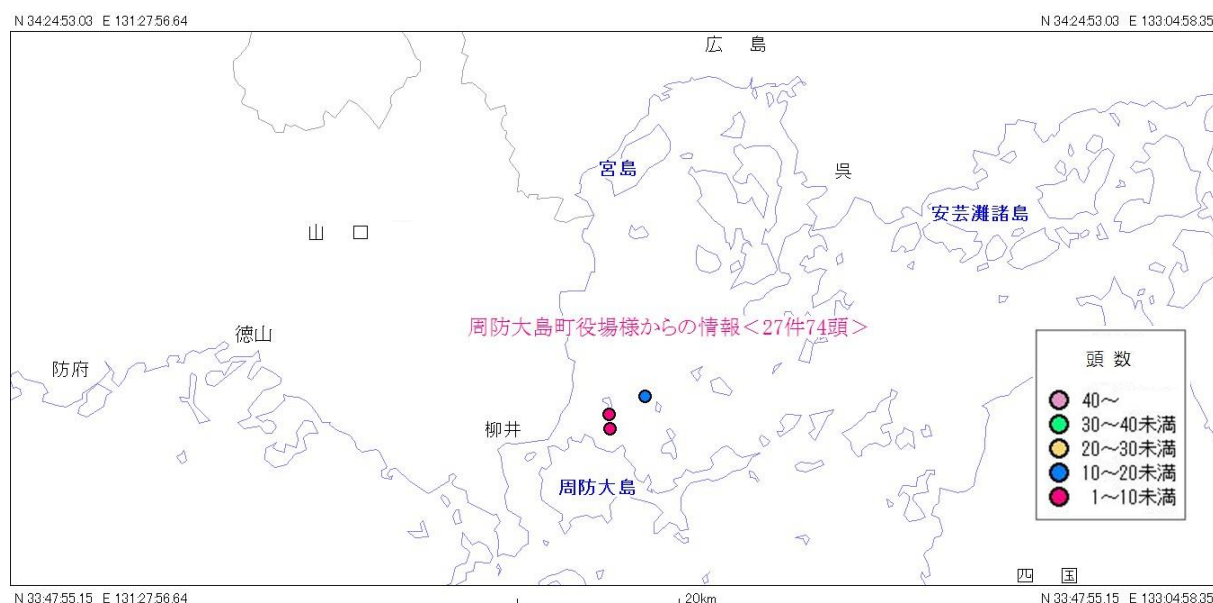 N 34:24:53.03 E 131:27:56.64
N 34:24:53.03 E 133:04:58.35
広 島
宮島
呉
安芸灘諸島
山 口
周防大島町役場様からの情報＜27件74頭＞
徳山
防府
頭 数
40～
30～40未満
20～30未満
10～20未満
1～10未満
柳井
周防大島
四 国
N 33:47:55.15 E 131:27:56.64
20km
N 33:47:55.15 E 133:04:58.35